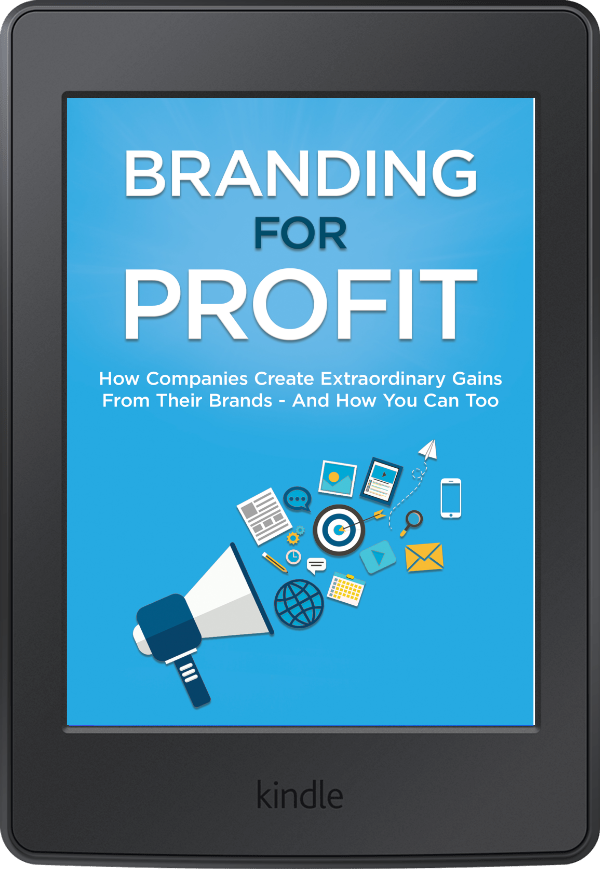 BRANDING
FOR
PROFIT
How Companies Create Extraordinary Gains
From Their Brands - And How You Can Too
kindle